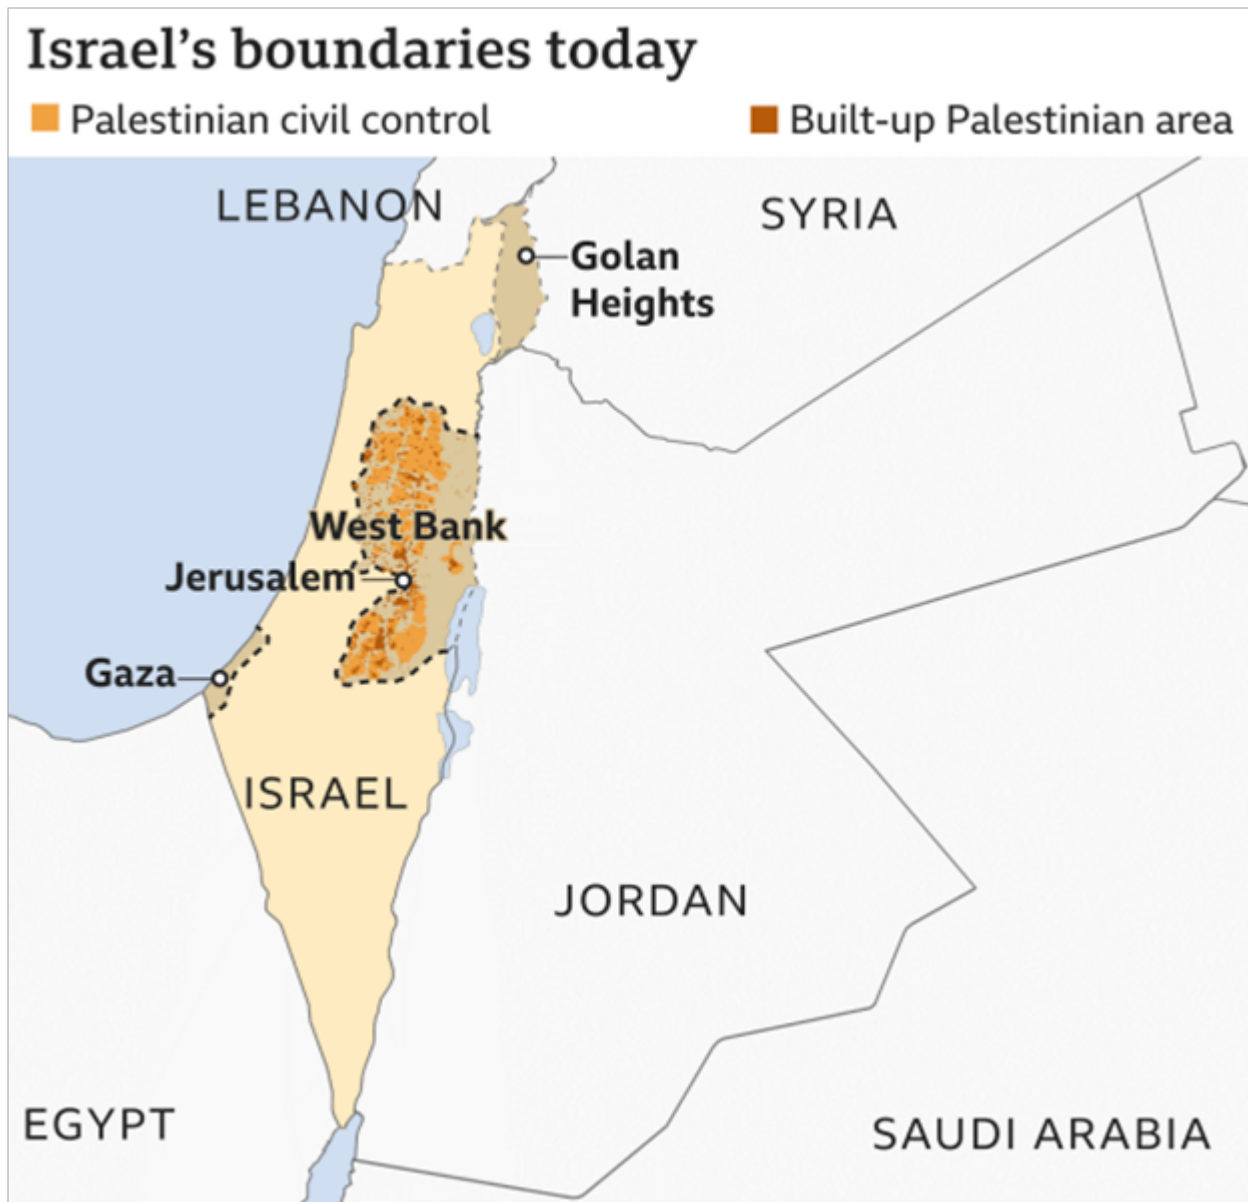 Israel’s boundaries today
Palestinian civil control
Built-up Palestinian area
LEBANON
SYRIA
Golan
Heights
West Bank
Jerusalem
Gaza
ISRAEL
JORDAN
EGYPT
SAUDI ARABIA